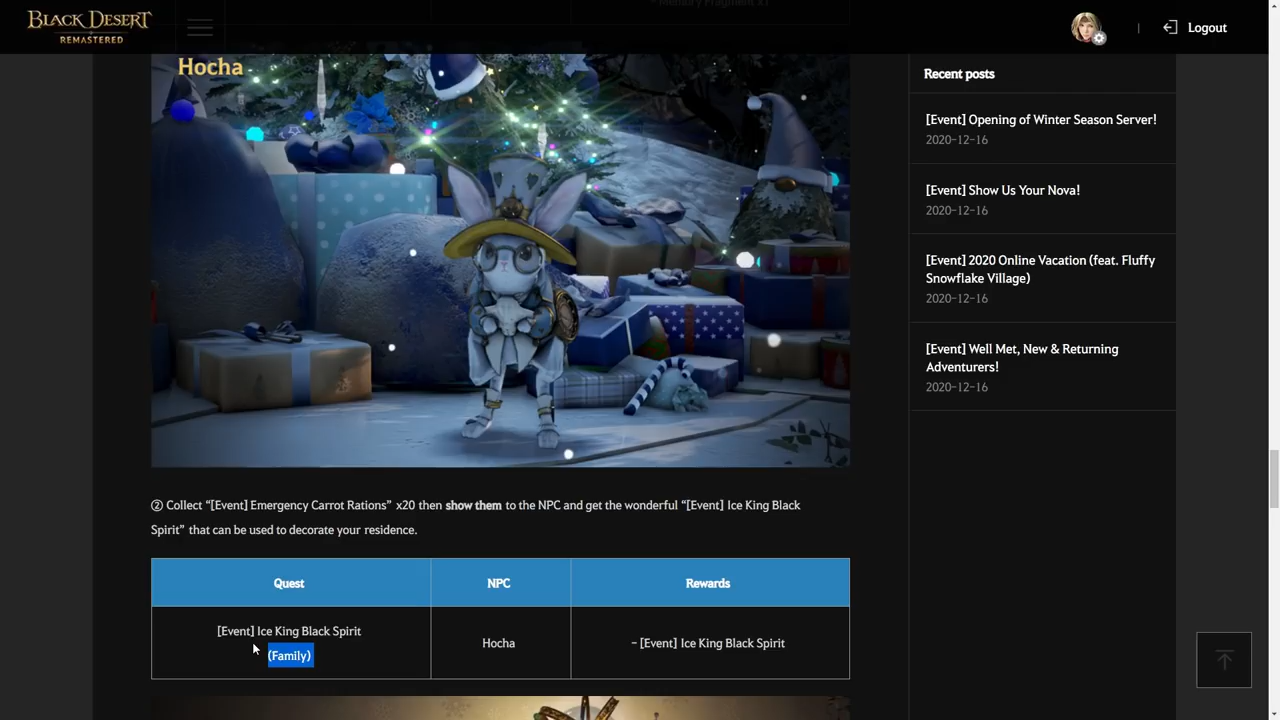 BLACK DESERT
REMASTERED
Logout
- Memory Fragment x1
Hocha
② Collect “[Event] Emergency Carrot Rations” x20 then show them to the NPC and get the wonderful “[Event] Ice King Black
Spirit” that can be used to decorate your residence.
Quest NPC Rewards
[Event] Ice King Black Spirit
(Family)
Hocha
- [Event] Ice King Black Spirit
Recent posts
[Event] Opening of Winter Season Server!
2020-12-16
[Event] Show Us Your Nova!
2020-12-16
[Event] 2020 Online Vacation (feat. Fluffy
Snowflake Village)
2020-12-16
[Event] Well Met, New & Returning
Adventurers!
2020-12-16